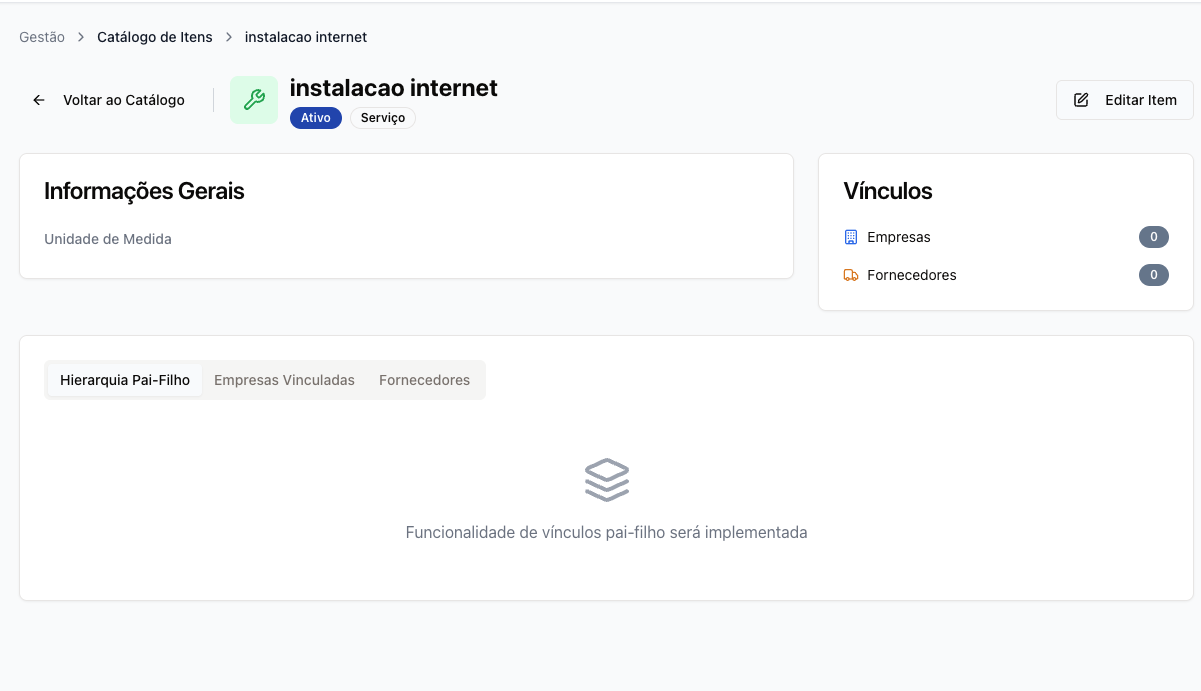 Gestão > Catálogo de Itens > instalacao internet
Voltar ao Catálogo
instalacao internet
Ativo Serviço
Editar Item
Informações Gerais
Unidade de Medida
Vínculos
Empresas 0
Fornecedores 0
Hierarquia Pai-Filho Empresas Vinculadas Fornecedores
Funcionalidade de vínculos pai-filho será implementada